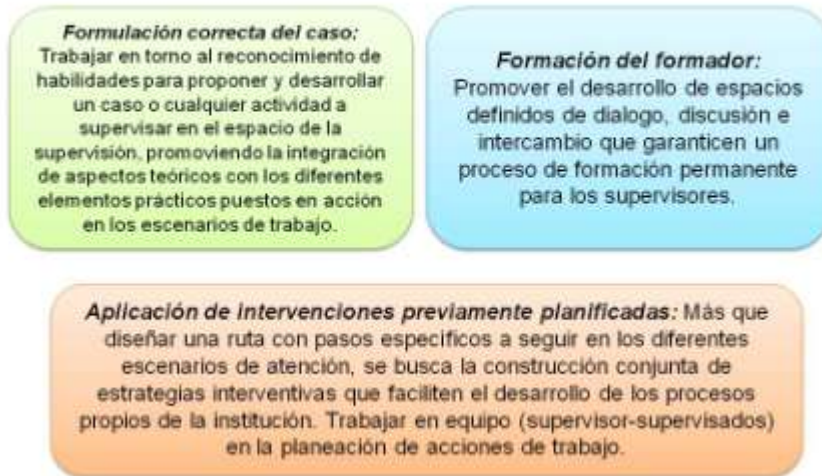 Formulación correcta del caso:
Trabajar en torno al reconocimiento de
habilidades para proponer y desarrollar
un caso o cualquier actividad a
supervisar en el espacio de la
supervisión, promoviendo la integración
de aspectos teóricos con los diferentes
elementos prácticos puestos en acción
en los escenarios de trabajo.
Formación del formador:
Promover el desarrollo de espacios
definidos de dialogo, discusión e
intercambio que garanticen un
proceso de formación permanente
para los supervisores.
Aplicación de intervenciones previamente planificadas: Más que
diseñar una ruta con pasos específicos a seguir en los diferentes
escenarios de atención, se busca la construcción conjunta de
estrategias interventivas que faciliten el desarrollo de los procesos
propios de la institución. Trabajar en equipo (supervisor-supervisados)
en la planeación de acciones de trabajo.